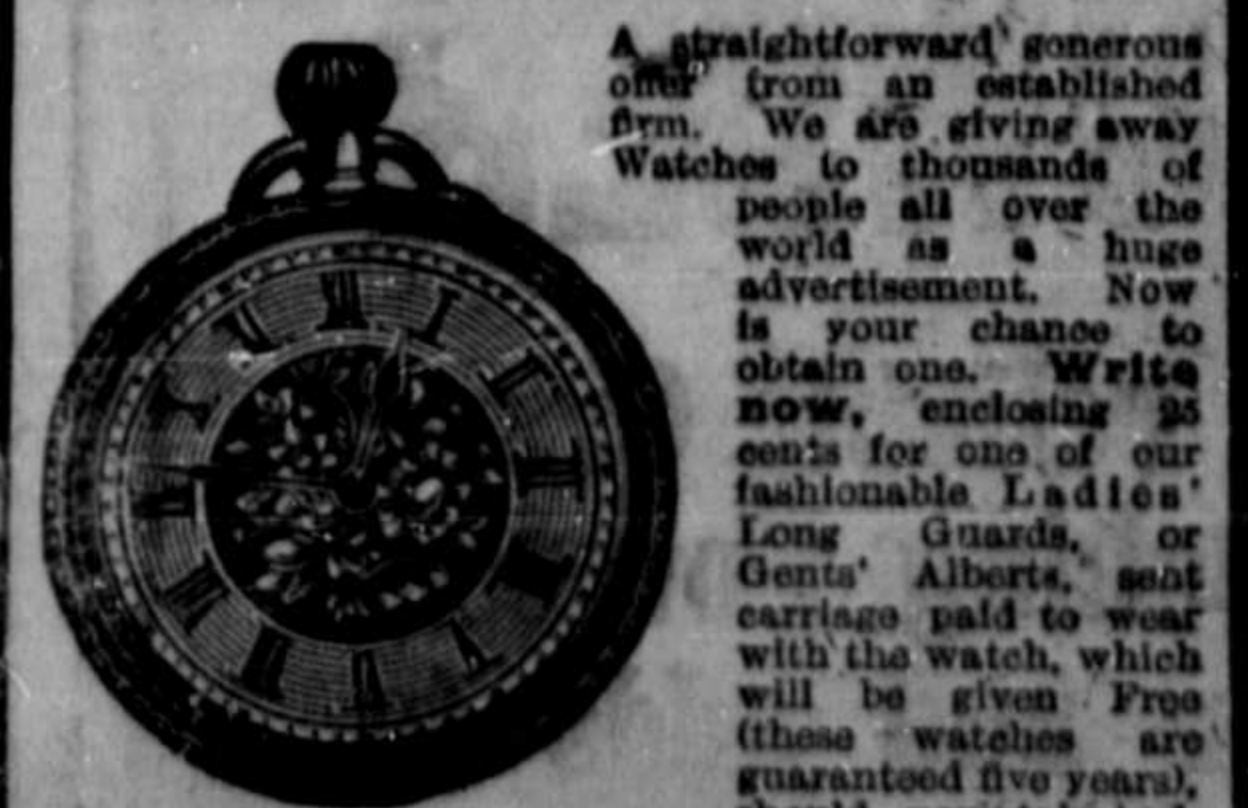 A straightforward generous
offer from an established
firm. We are giving away
Watches to thousands of
people all over the
world as a huge
advertisement. Now
is your chance to
obtain one. Write
now, enclosing 25
cents for one of our
fashionable Ladies'
Long Guards, or
Gents' Alberts, sent
carriage paid to wear
with the watch, which
will be given Free
(these watches are
guaranteed five years),